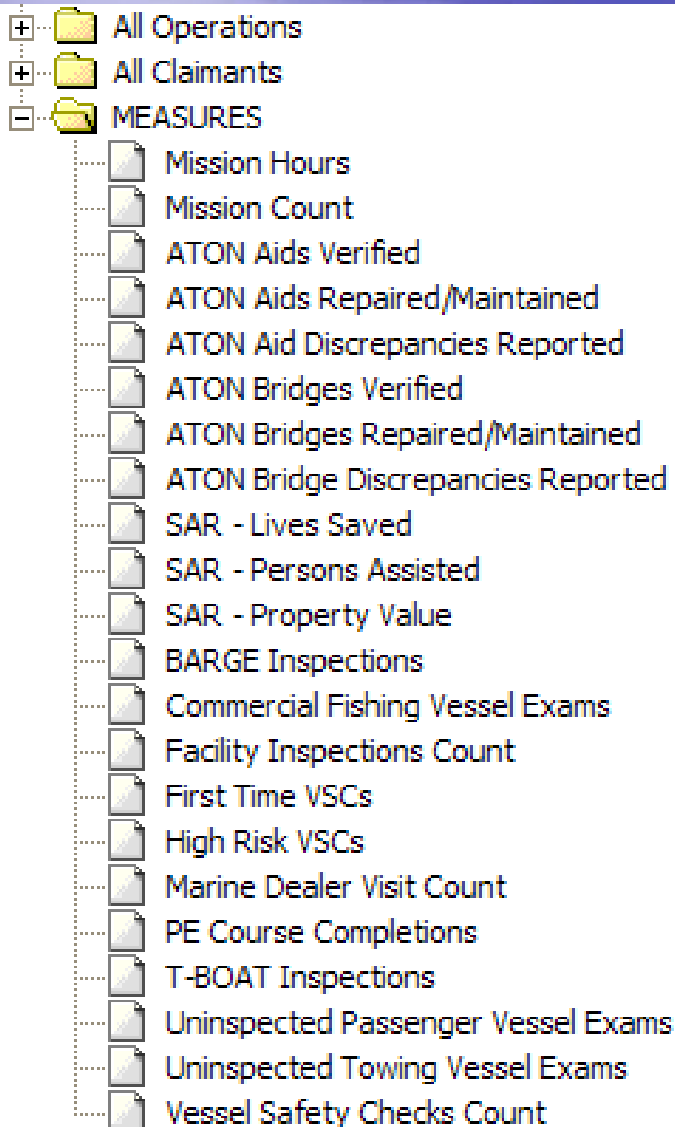 All Operations
All Claimants
MEASURES
Mission Hours
Mission Count
ATON Aids Verified
ATON Aids Repaired/Maintained
ATON Aid Discrepancies Reported
ATON Bridges Verified
ATON Bridges Repaired/Maintained
ATON Bridge Discrepancies Reported
SAR - Lives Saved
SAR - Persons Assisted
SAR - Property Value
BARGE Inspections
Commercial Fishing Vessel Exams
Facility Inspections Count
First Time VSCs
High Risk VSCs
Marine Dealer Visit Count
PE Course Completions
T-BOAT Inspections
Uninspected Passenger Vessel Exams
Uninspected Towing Vessel Exams
Vessel Safety Checks Count